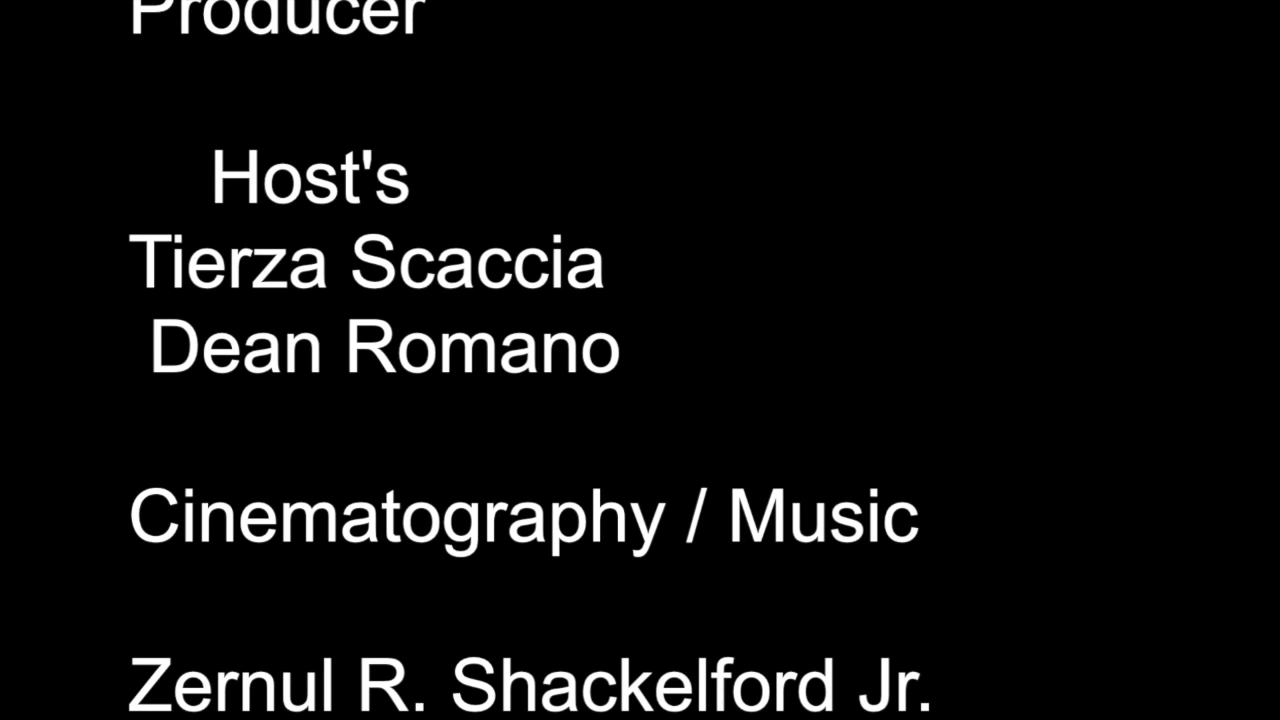 Producer
Host's
Tierza Scaccia
Dean Romano
Cinematography / Music
Zernul R. Shackelford Jr.